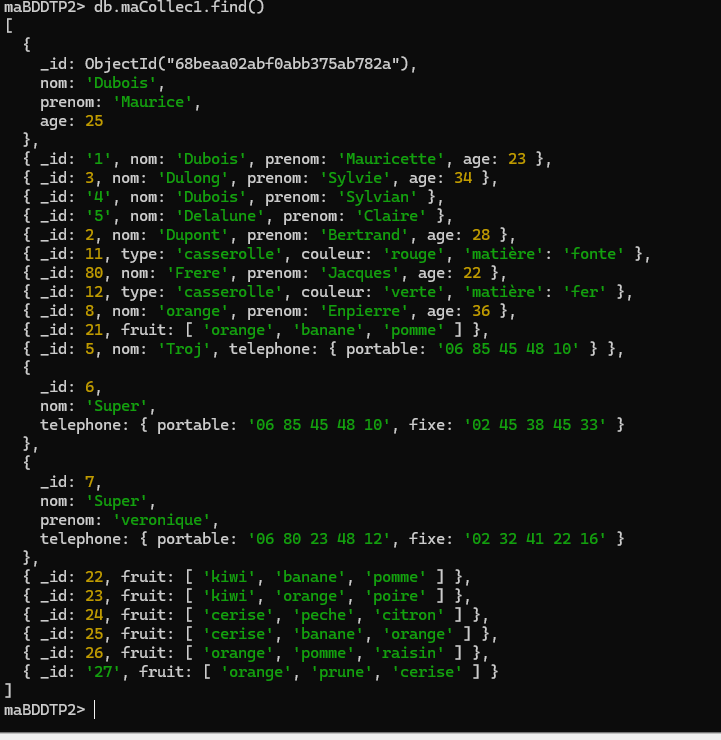 maBDDTP2> db.maCollec1.find()
[
  {
    _id: ObjectId("68beaa02abf0abb375ab782a"),
    nom: 'Dubois',
    prenom: 'Maurice',
    age: 25
  },
  { _id: '1', nom: 'Dubois', prenom: 'Mauricette', age: 23 },
  { _id: 3, nom: 'Dulong', prenom: 'Sylvie', age: 34 },
  { _id: '4', nom: 'Dubois', prenom: 'Sylvian' },
  { _id: '5', nom: 'Delalune', prenom: 'Claire' },
  { _id: 2, nom: 'Dupont', prenom: 'Bertrand', age: 28 },
  { _id: 11, type: 'casserolle', couleur: 'rouge', 'matière': 'fonte' },
  { _id: 80, nom: 'Frere', prenom: 'Jacques', age: 22 },
  { _id: 12, type: 'casserolle', couleur: 'verte', 'matière': 'fer' },
  { _id: 8, nom: 'orange', prenom: 'Enpierre', age: 36 },
  { _id: 21, fruit: [ 'orange', 'banane', 'pomme' ] },
  { _id: 5, nom: 'Troj', telephone: { portable: '06 85 45 48 10' } },
  {
    _id: 6,
    nom: 'Super',
    telephone: { portable: '06 85 45 48 10', fixe: '02 45 38 45 33' }
  },
  {
    _id: 7,
    nom: 'Super',
    prenom: 'veronique',
    telephone: { portable: '06 80 23 48 12', fixe: '02 32 41 22 16' }
  },
  { _id: 22, fruit: [ 'kiwi', 'banane', 'pomme' ] },
  { _id: 23, fruit: [ 'kiwi', 'orange', 'poire' ] },
  { _id: 24, fruit: [ 'cerise', 'peche', 'citron' ] },
  { _id: 25, fruit: [ 'cerise', 'banane', 'orange' ] },
  { _id: 26, fruit: [ 'orange', 'pomme', 'raisin' ] },
  { _id: '27', fruit: [ 'orange', 'prune', 'cerise' ] }
]
maBDDTP2>